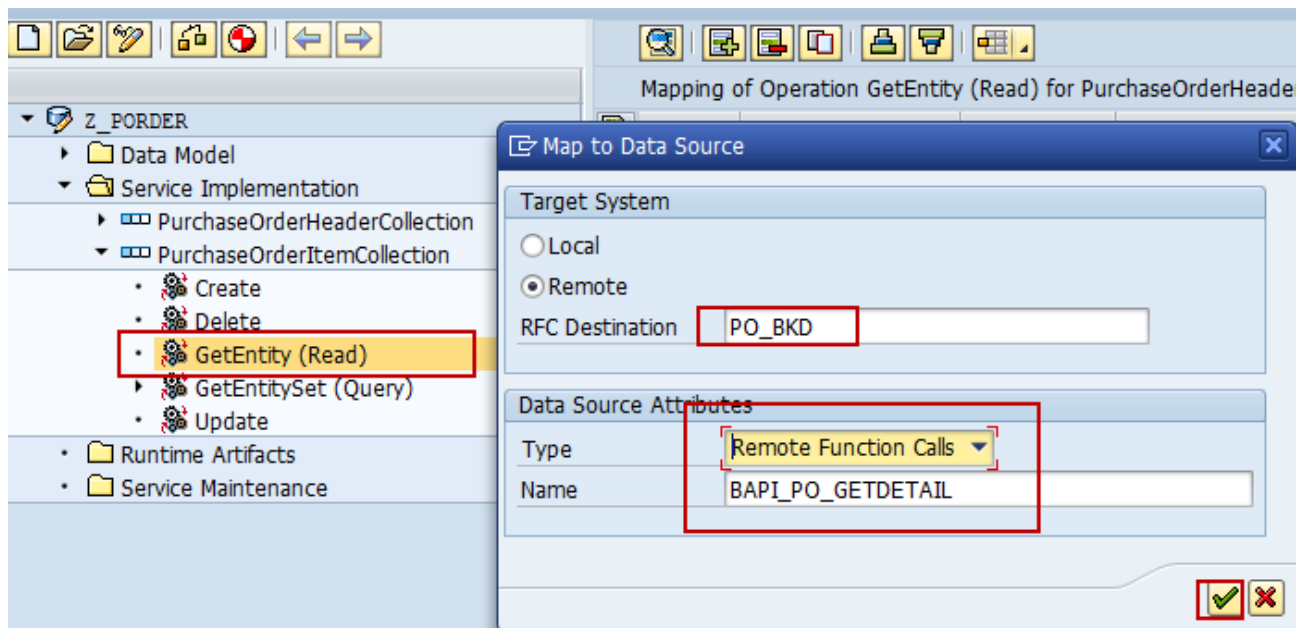 Mapping of Operation GetEntity (Read) for PurchaseOrderHeade
Z_PORDER
Data Model
Service Implementation
PurchaseOrderHeaderCollection
PurchaseOrderItemCollection
Create
Delete
GetEntity (Read)
GetEntitySet (Query)
Update
Runtime Artifacts
Service Maintenance
Map to Data Source
Target System
Local
Remote
RFC Destination PO_BKD
Data Source Attributes
Type Remote Function Calls
Name BAPI_PO_GETDETAIL